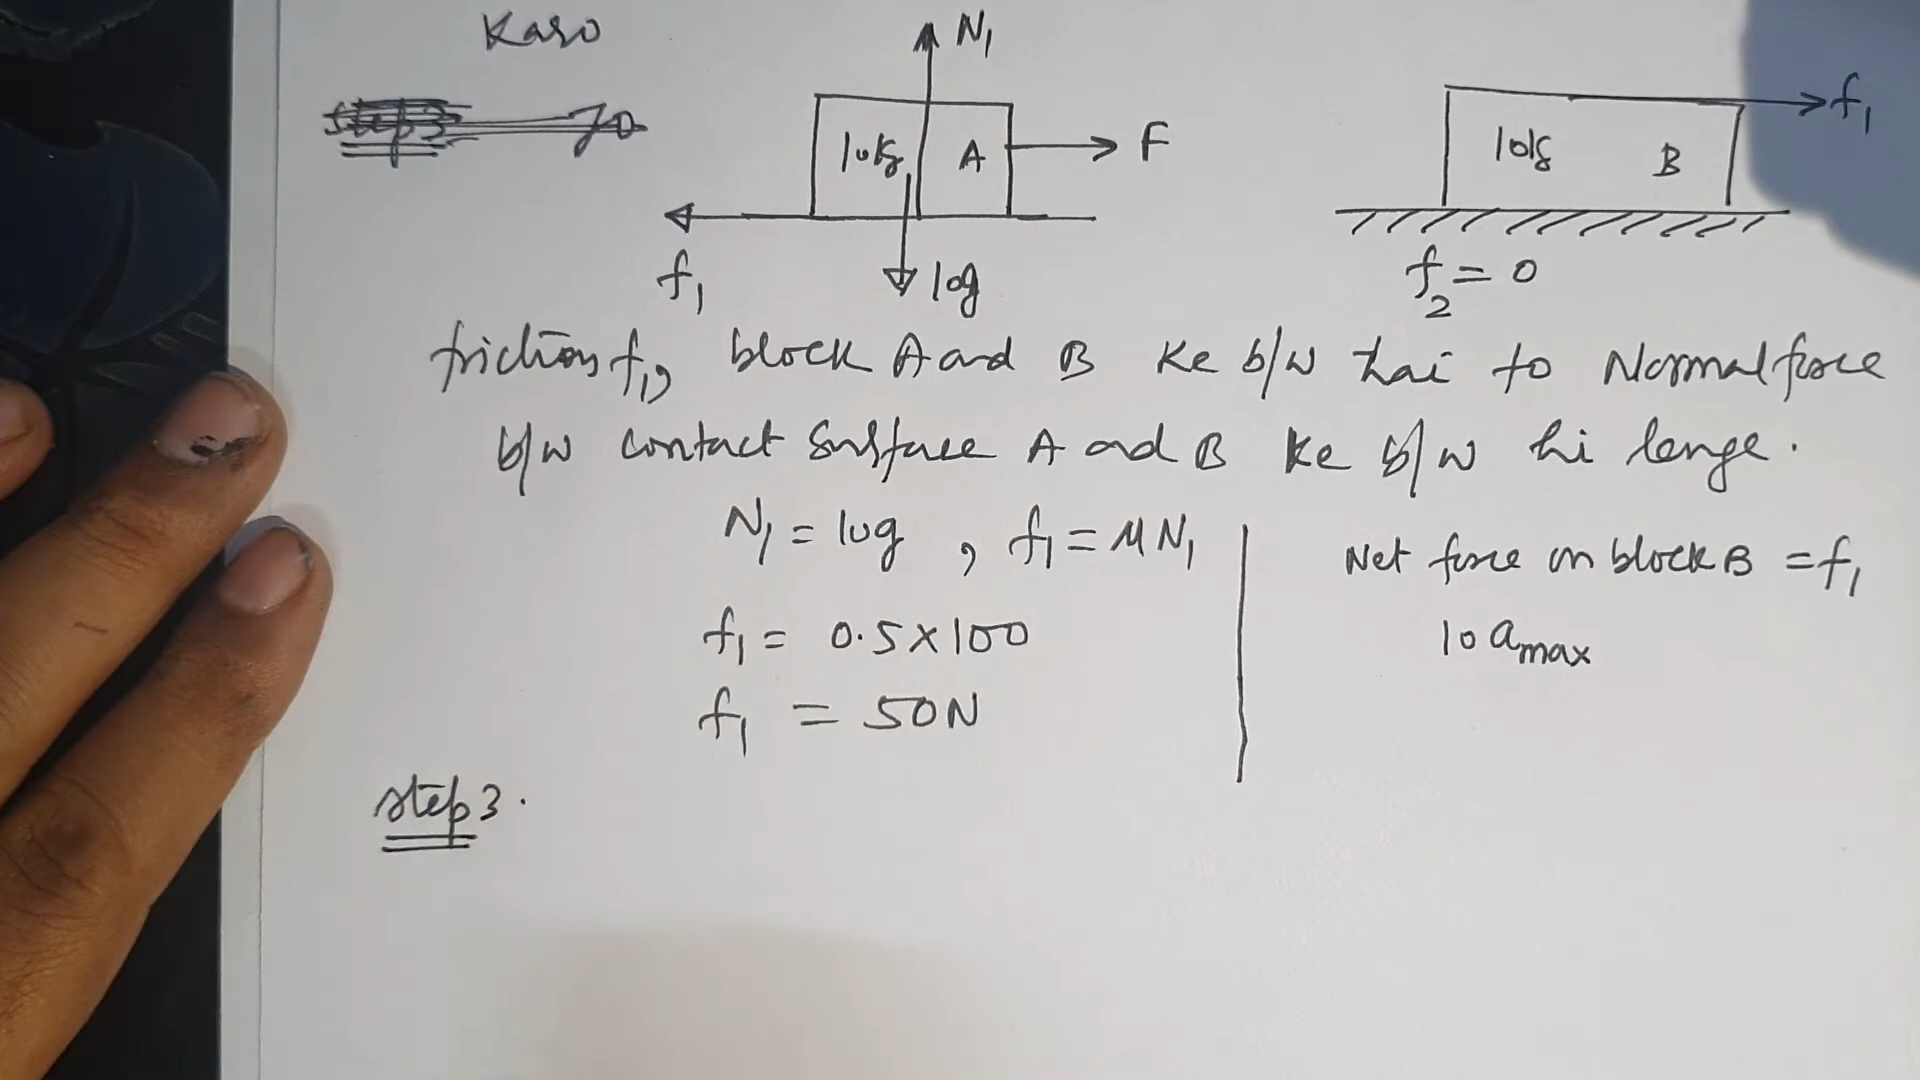 Karo
N1
F
10kg A
f1
10g
f1
10kg B
f2 = 0
friction f1, block A and B ke b/w hai to Normal force
b/w contact surface A and B ke b/w hi lenge.
N1 = 10g , f1 = μN1
f1 = 0.5×100
f1 = 50N
Net force on block B = f1
10 amax
step 3.